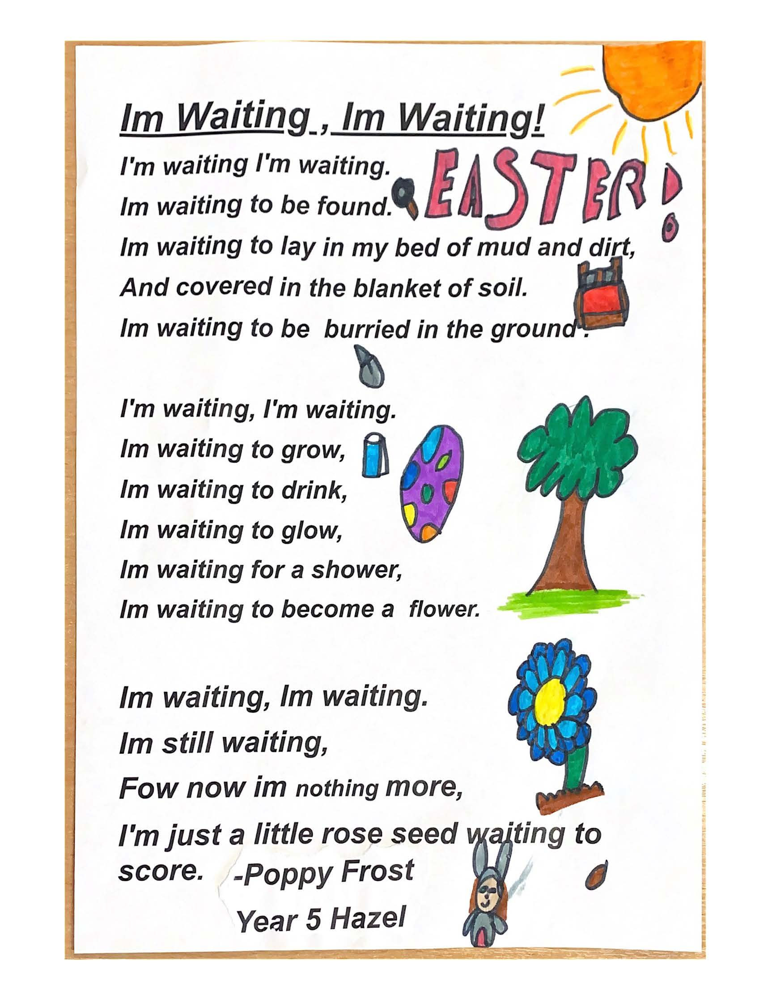 Im Waiting , Im Waiting!
I'm waiting I'm waiting.
EASTER!
Im waiting to be found.
Im waiting to lay in my bed of mud and dirt,
And covered in the blanket of soil.
Im waiting to be burried in the ground .
I'm waiting, I'm waiting.
Im waiting to grow,
Im waiting to drink,
Im waiting to glow,
Im waiting for a shower,
Im waiting to become a flower.
Im waiting, Im waiting.
Im still waiting,
Fow now im nothing more,
I'm just a little rose seed waiting to
score. -Poppy Frost
Year 5 Hazel